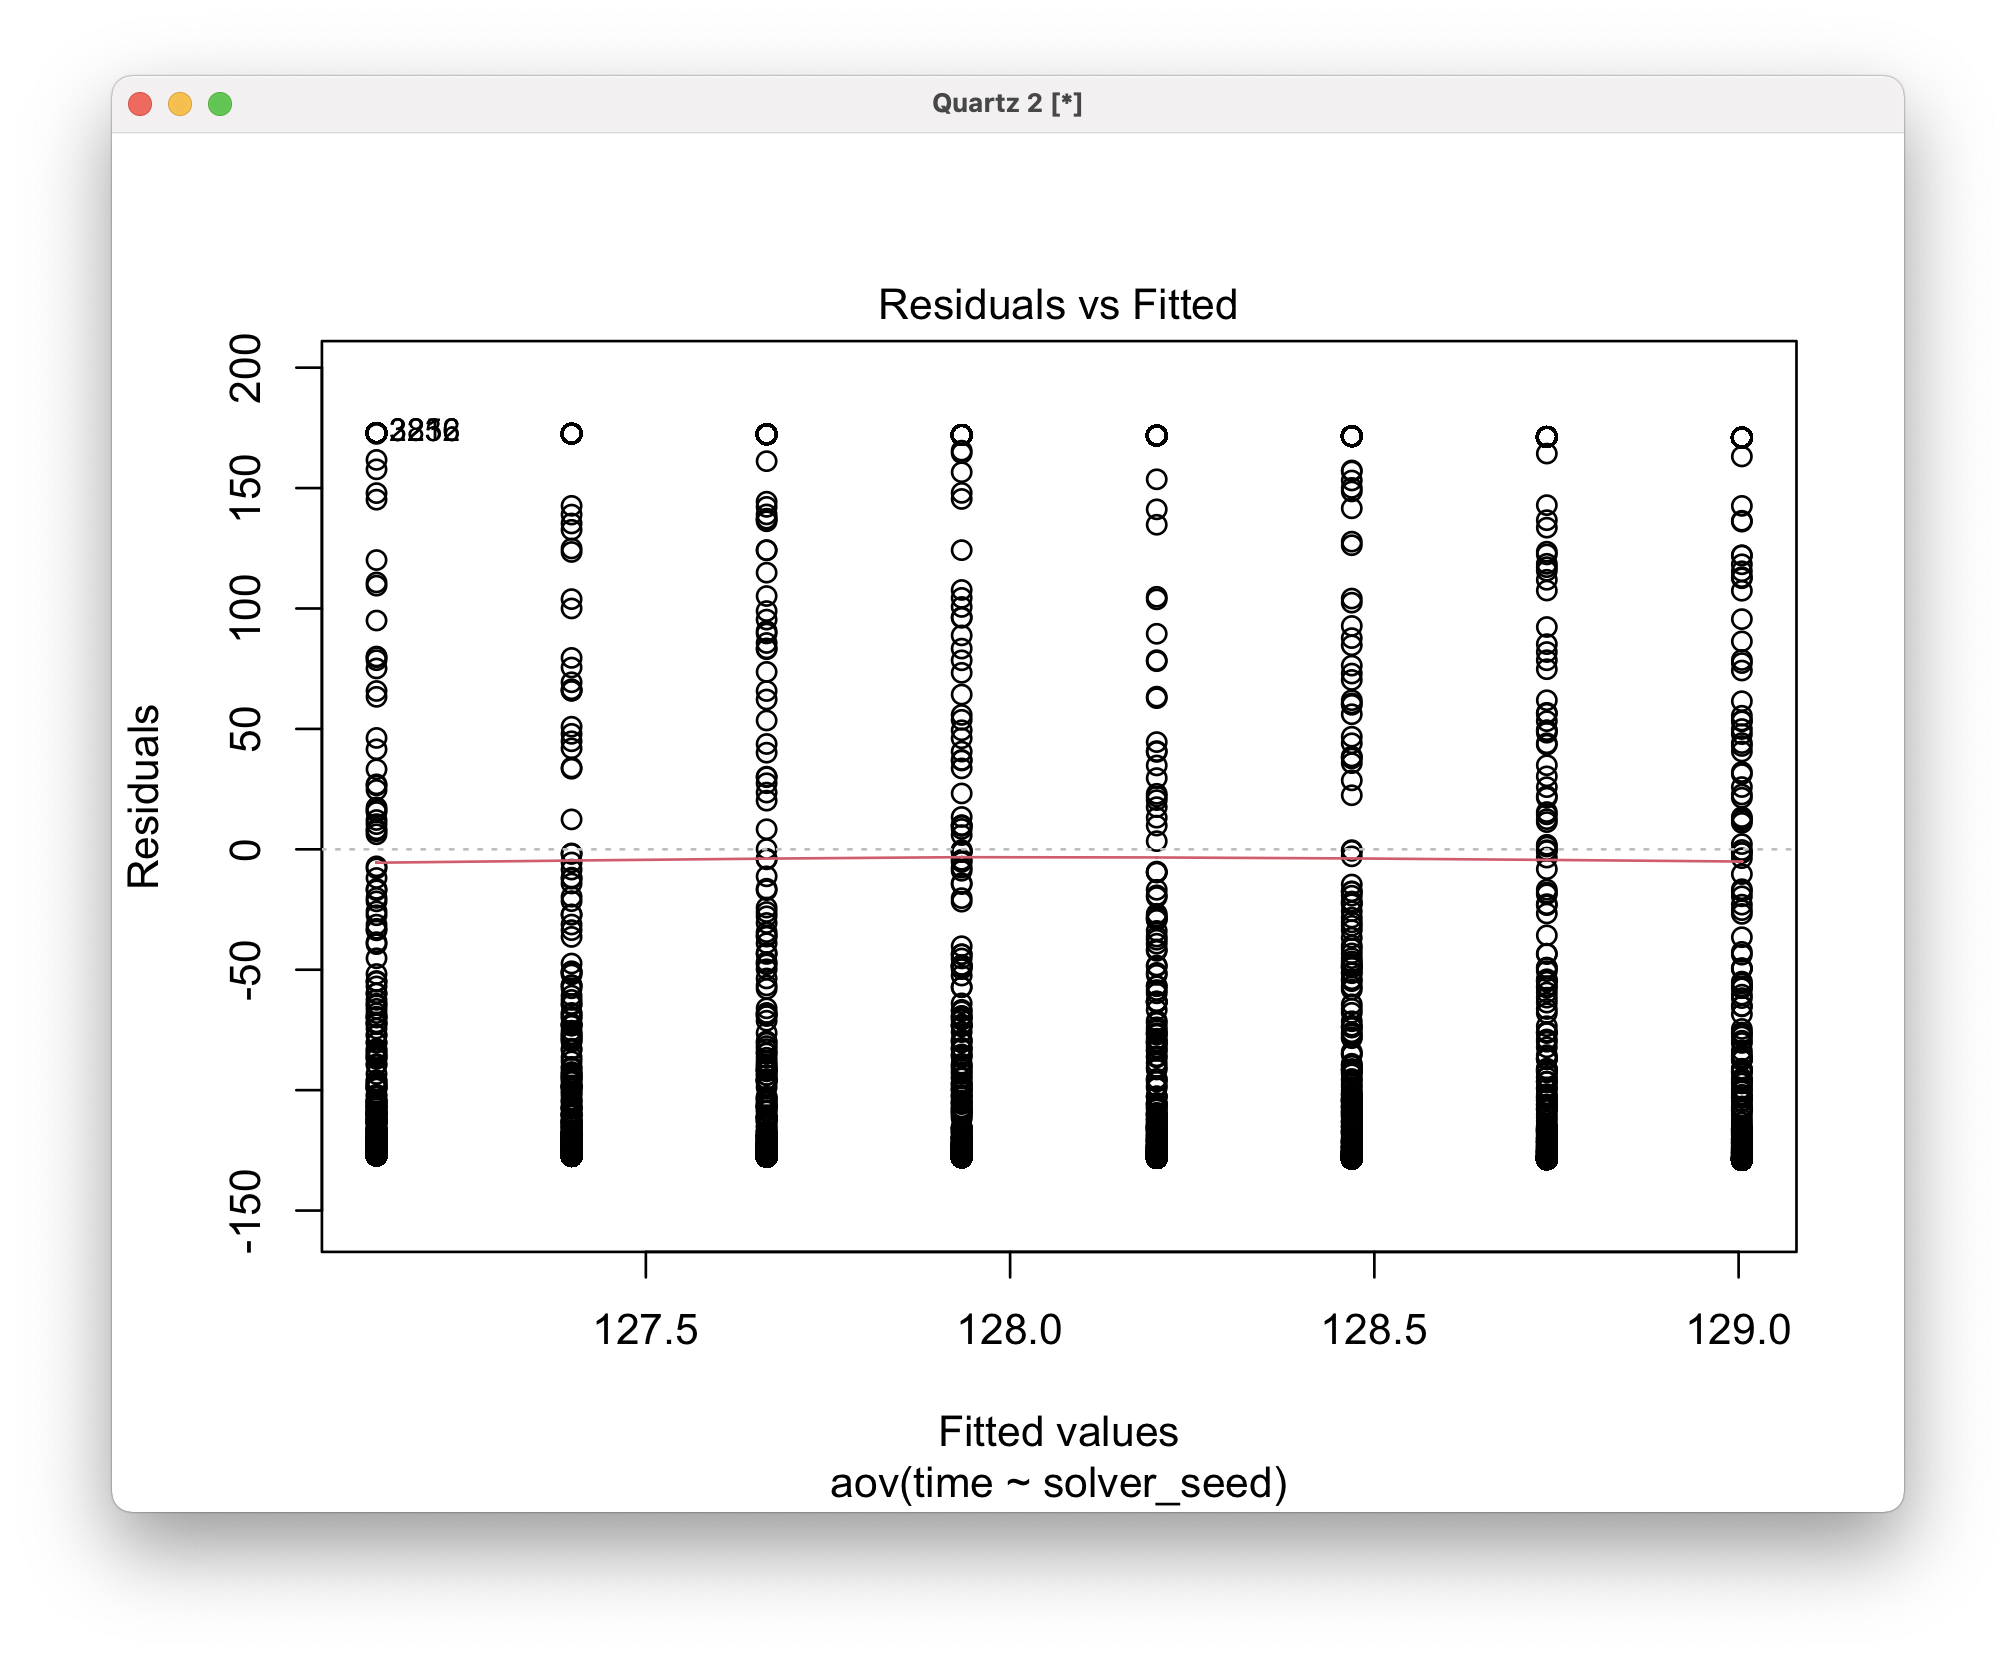 Quartz 2 [*]
Residuals vs Fitted
200
150
100
50
0
-50
-150
Residuals
127.5
128.0
128.5
129.0
Fitted values
aov(time ~ solver_seed)